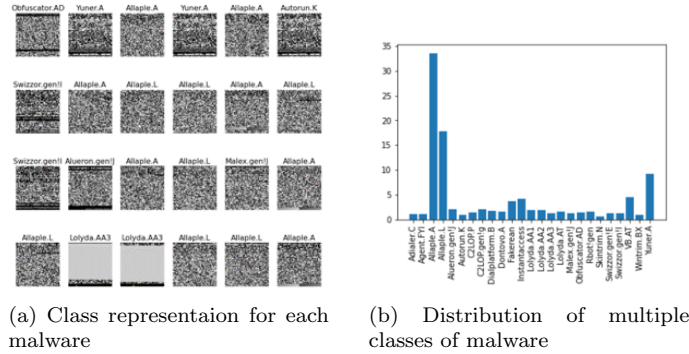 Obfuscator.AD Yuner.A Allaple.A Yuner.A Allaple.A Autorun.K
Swizzor.gen!I Allaple.A Allaple.L Allaple.L Allaple.A Allaple.L
Swizzor.gen!I Alueron.gen!J Allaple.A Allaple.L Malex.gen!J Allaple.A
Allaple.L Lolyda.AA3 Lolyda.AA3 Allaple.L Allaple.L Allaple.A
(a) Class representaion for each
malware
35
30
25
20
15
10
5
0
Adialer.C
Agent.FYI
Allaple.A
Allaple.L
Alueron.gen!J
Autorun.K
C2LOP.P
C2LOP.gen!g
Dialplatform.B
Dontovo.A
Fakerean
Instantaccess
Lolyda.AA1
Lolyda.AA2
Lolyda.AA3
Lolyda.AT
Malex.gen!J
Obfuscator.AD
Rbot!gen
Skintrim.N
Swizzor.gen!E
Swizzor.gen!I
VB.AT
Wintrim.BX
Yuner.A
(b) Distribution of multiple
classes of malware